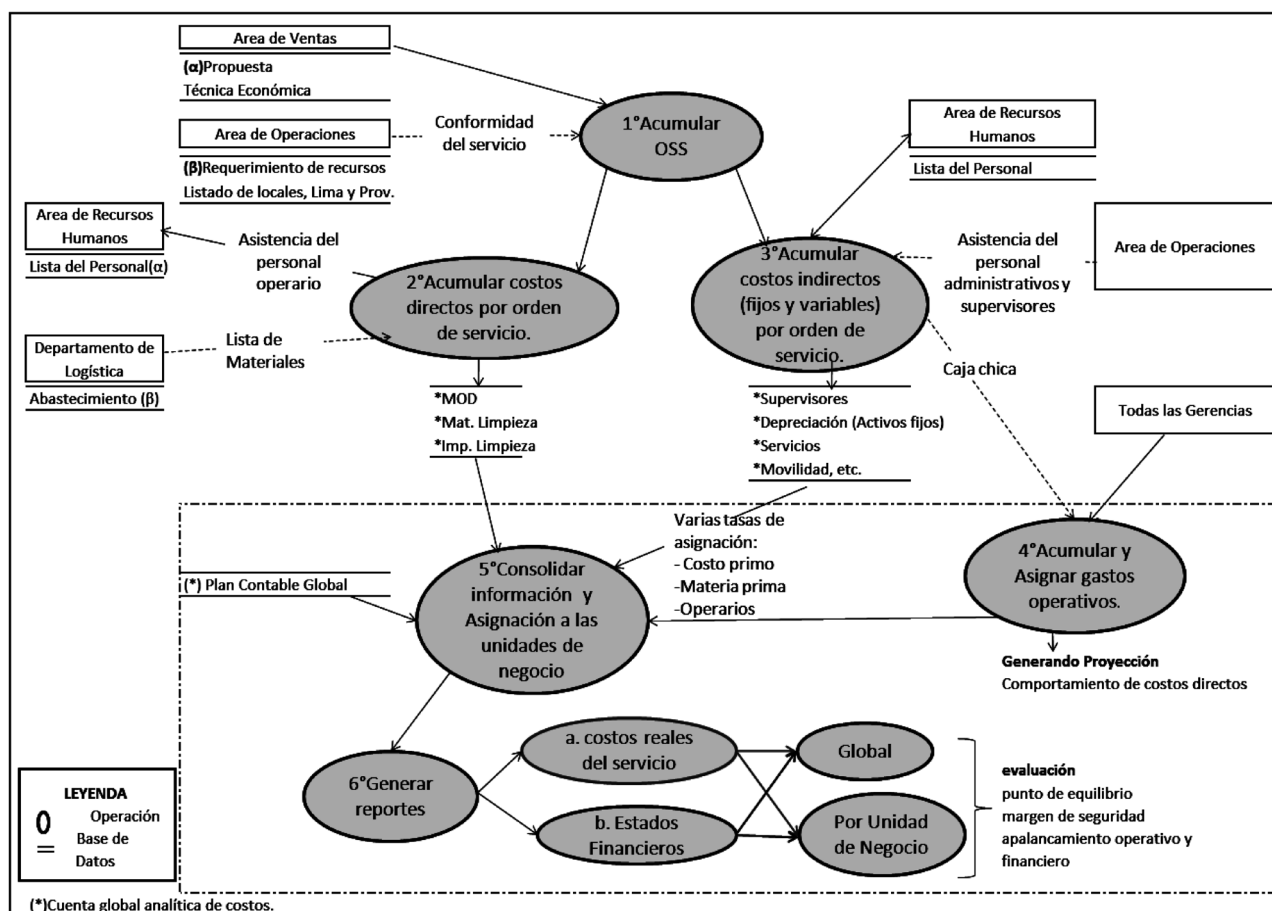 Area de Ventas
(α)Propuesta
Técnica Económica
Area de Operaciones
(β)Requerimiento de recursos
Listado de locales, Lima y Prov.
Conformidad
del servicio
1°Acumular
OSS
Area de Recursos
Humanos
Lista del Personal
Area de Recursos
Humanos
Lista del Personal(α)
Asistencia del
personal
operario
2°Acumular costos
directos por orden
de servicio.
3°Acumular
costos indirectos
(fijos y variables)
por orden de
servicio.
Asistencia del
personal
administrativos y
supervisores
Area de Operaciones
Departamento de
Logística
Abastecimiento (β)
Lista de
Materiales
Caja chica
Todas las Gerencias
*MOD
*Mat. Limpieza
*Imp. Limpieza
*Supervisores
*Depreciación (Activos fijos)
*Servicios
*Movilidad, etc.
Varias tasas de
asignación:
- Costo primo
-Materia prima
-Operarios
4°Acumular y
Asignar gastos
operativos.
(*) Plan Contable Global
5°Consolidar
información y
Asignación a las
unidades de
negocio
Generando Proyección
Comportamiento de costos directos
6°Generar
reportes
a. costos reales
del servicio
b. Estados
Financieros
Global
Por Unidad
de Negocio
evaluación
punto de equilibrio
margen de seguridad
apalancamiento operativo y
financiero
LEYENDA
Operación
Base de
Datos
(*)Cuenta global analítica de costos.